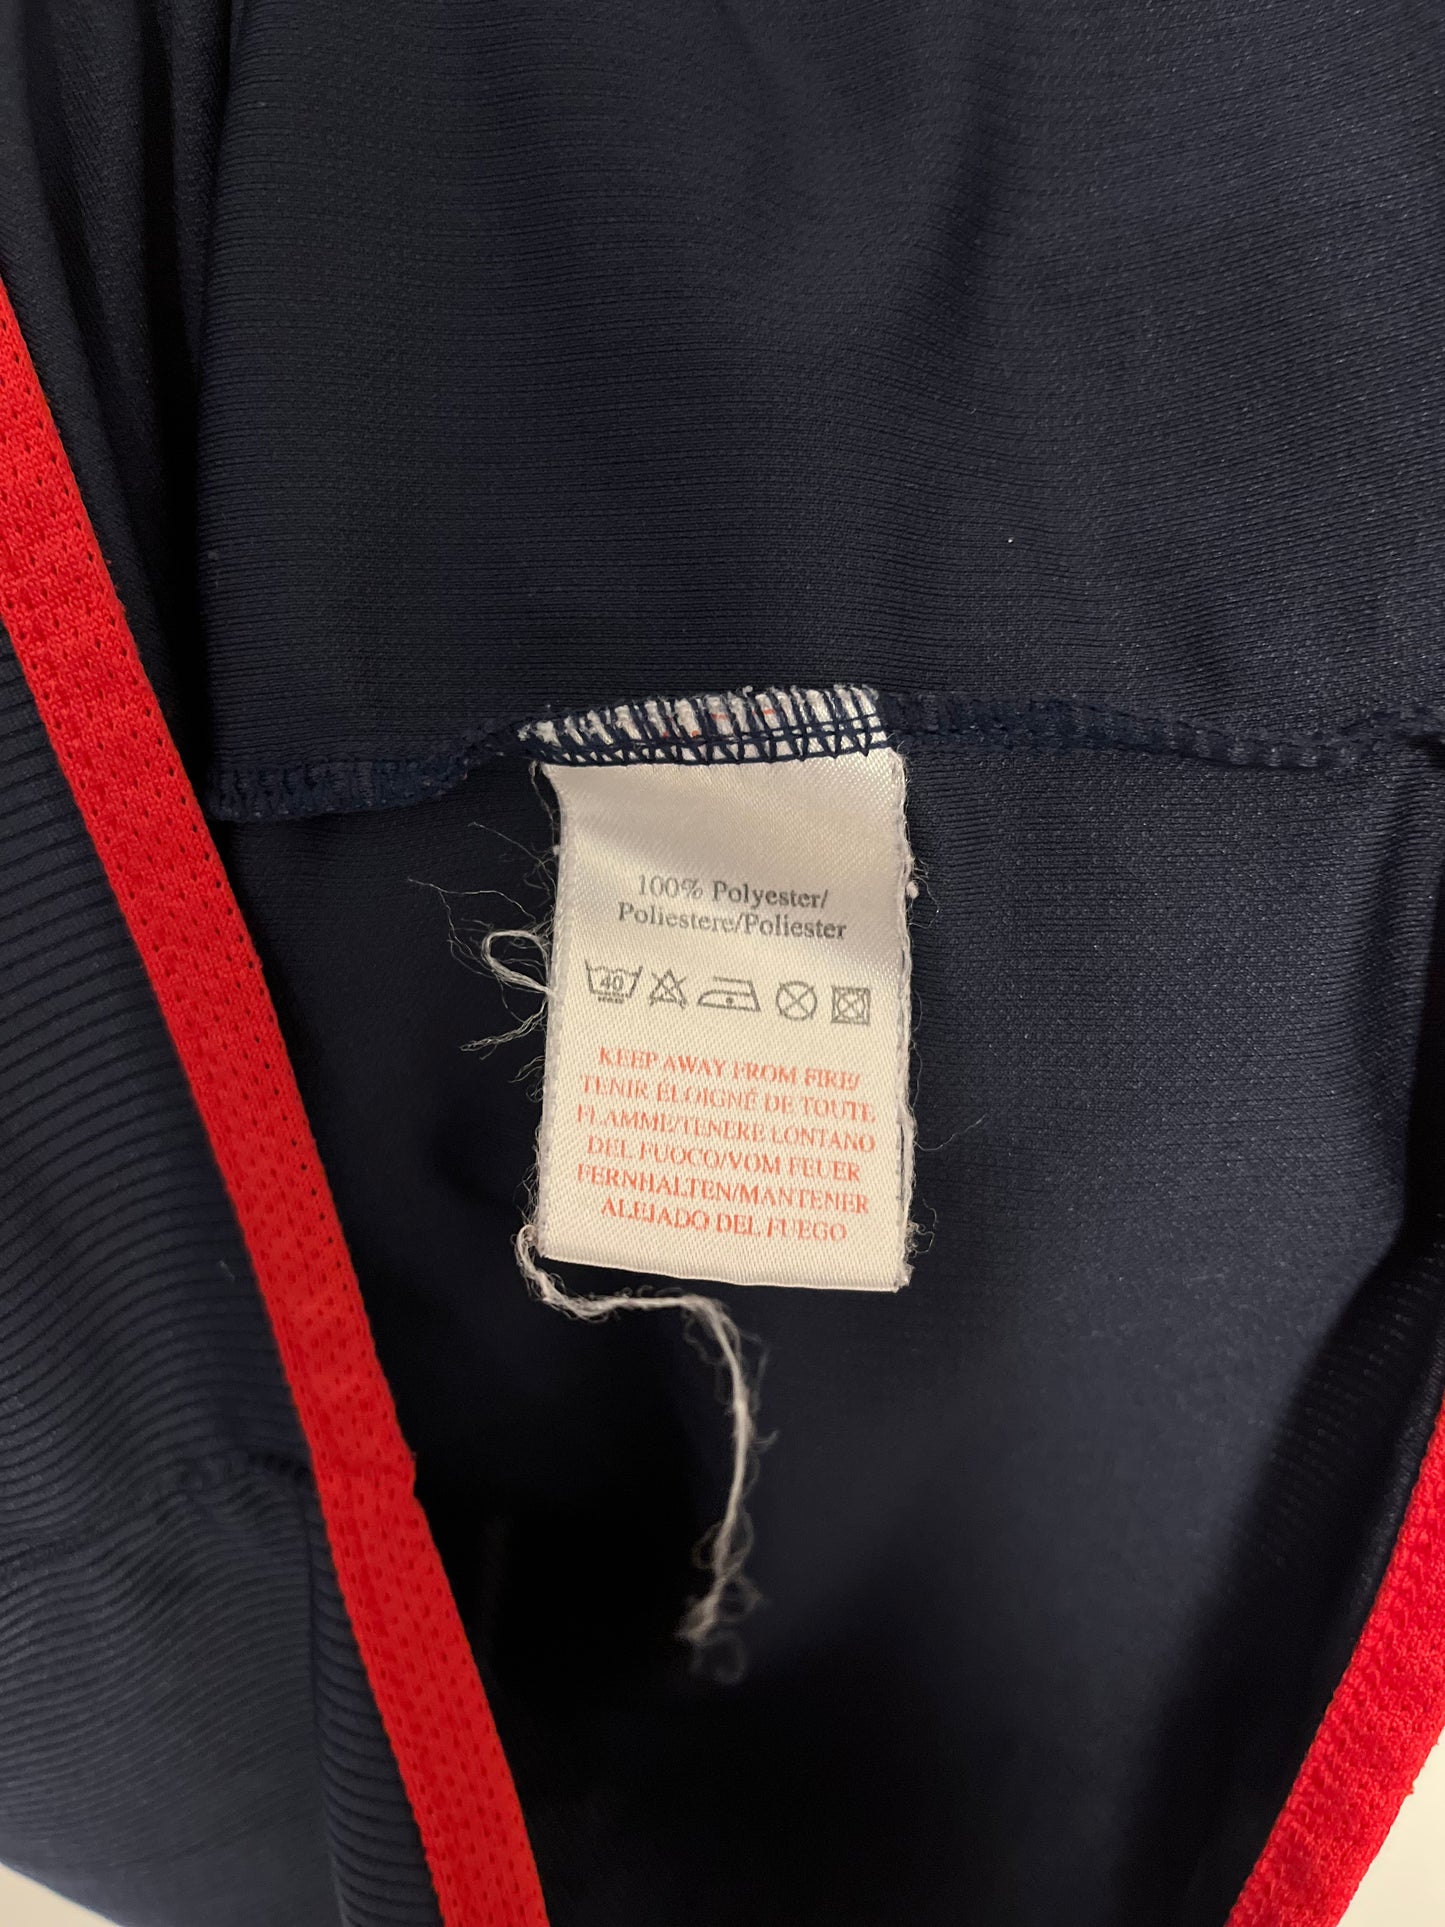 100% Polyester/
Poliestere/Poliester
40
KEEP AWAY FROM FIRE/
TENIR ÉLOIGNÉ DE TOUTE
FLAMME/TENERE LONTANO
DEL FUOCO/VOM FEUER
FERNHALTEN/MANTENER
ALEJADO DEL FUEGO